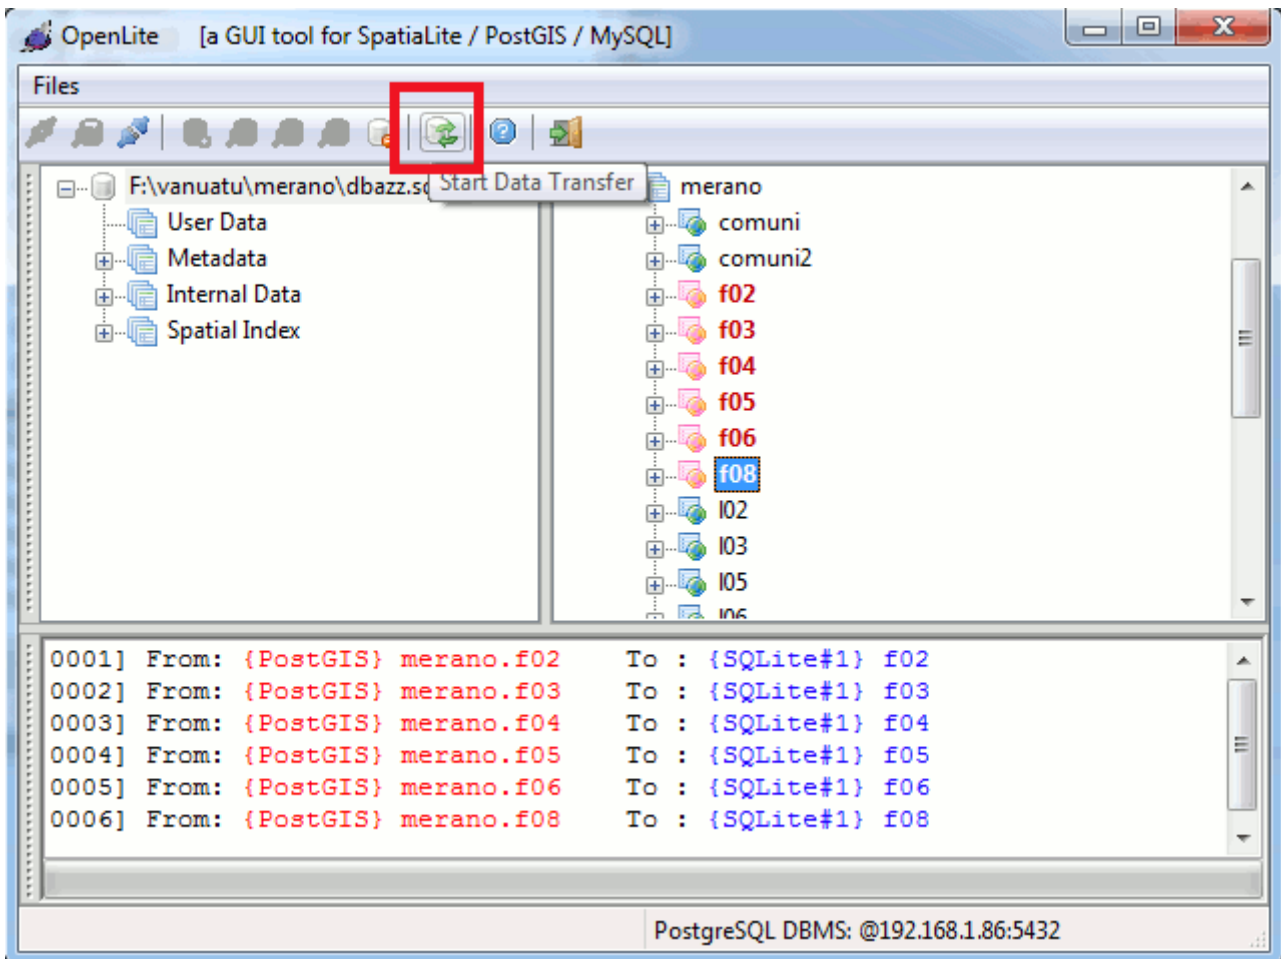 OpenLite [a GUI tool for SpatiaLite / PostGIS / MySQL]
Files
Start Data Transfer
F:\vanuatu\merano\dbazz.s
User Data
Metadata
Internal Data
Spatial Index
merano
comuni
comuni2
f02
f03
f04
f05
f06
f08
l02
l03
l05
l06
0001] From: {PostGIS} merano.f02 To : {SQLite#1} f02
0002] From: {PostGIS} merano.f03 To : {SQLite#1} f03
0003] From: {PostGIS} merano.f04 To : {SQLite#1} f04
0004] From: {PostGIS} merano.f05 To : {SQLite#1} f05
0005] From: {PostGIS} merano.f06 To : {SQLite#1} f06
0006] From: {PostGIS} merano.f08 To : {SQLite#1} f08
PostgreSQL DBMS: @192.168.1.86:5432